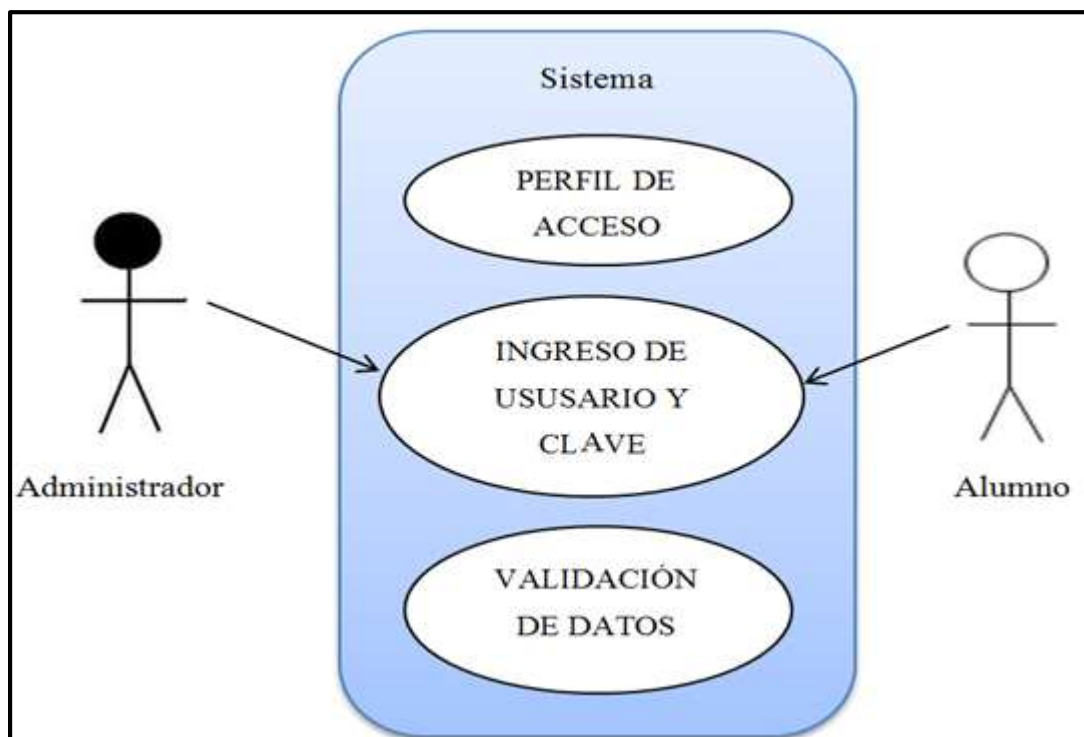 Sistema
PERFIL DE
ACCESO
INGRESO DE
USUSARIO Y
CLAVE
Administrador
Alumno
VALIDACIÓN
DE DATOS